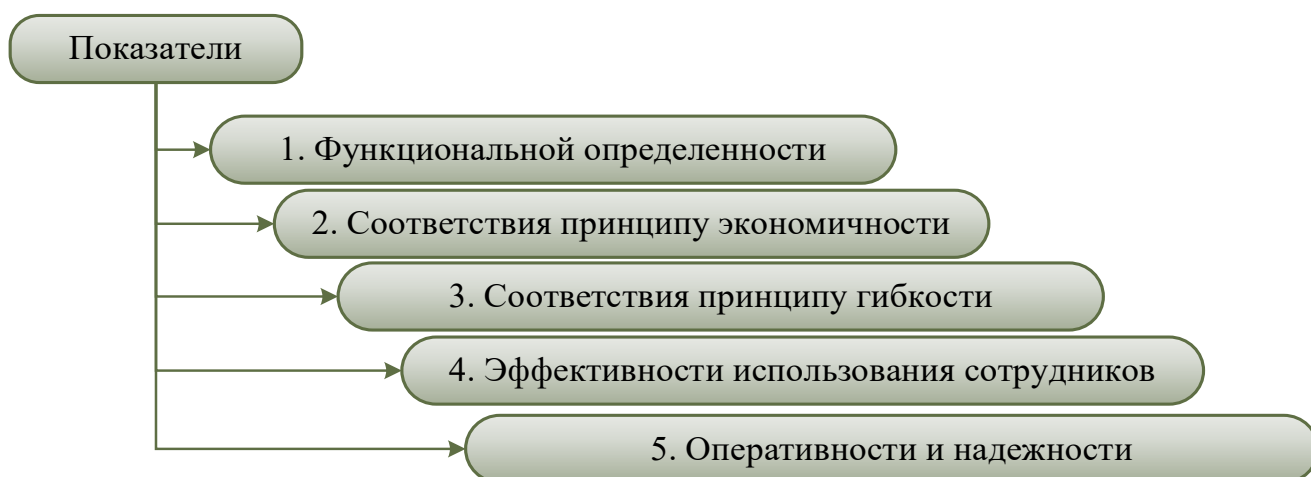 Показатели
1. Функциональной определенности
2. Соответствия принципу экономичности
3. Соответствия принципу гибкости
4. Эффективности использования сотрудников
5. Оперативности и надежности